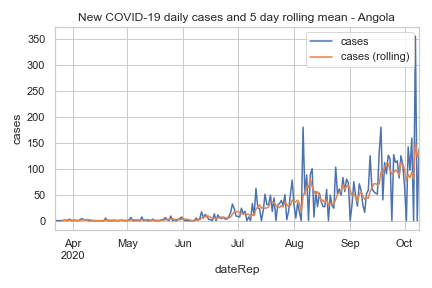 New COVID-19 daily cases and 5 day rolling mean - Angola
cases
cases (rolling)
350
300
250
200
150
100
50
0
cases
Apr
2020
May
Jun
Jul
Aug
Sep
Oct
dateRep